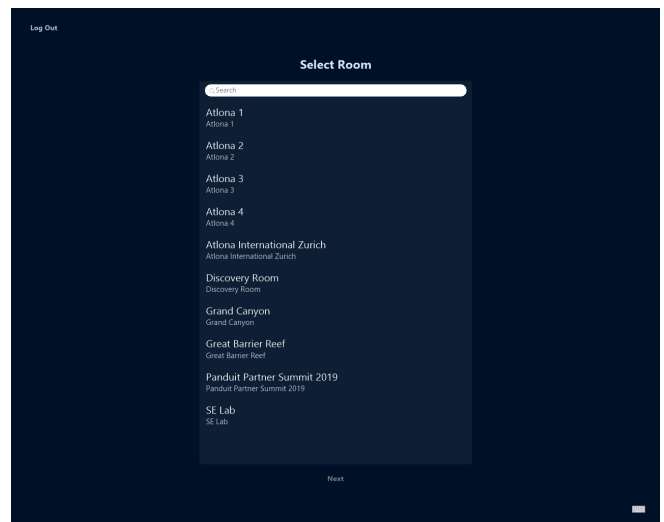 Log Out
Select Room
Search
Atlona 1
Atlona 1
Atlona 2
Atlona 2
Atlona 3
Atlona 3
Atlona 4
Atlona 4
Atlona International Zurich
Atlona International Zurich
Discovery Room
Discovery Room
Grand Canyon
Grand Canyon
Great Barrier Reef
Great Barrier Reef
Panduit Partner Summit 2019
Panduit Partner Summit 2019
SE Lab
SE Lab
Next